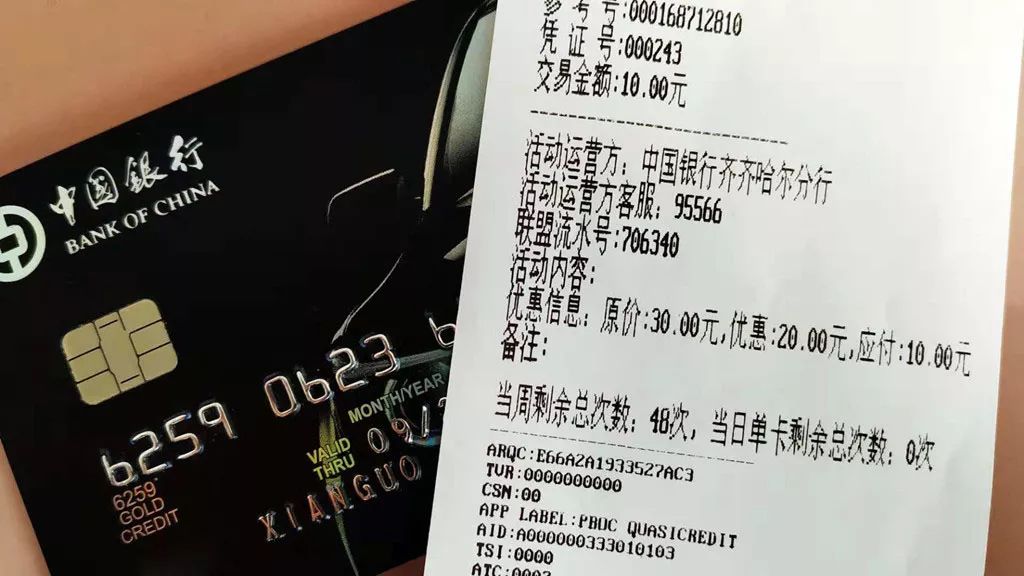 中国银行
BANK OF CHINA
6259 0623 6
6259
GOLD
CREDIT
MONTH/YEAR
VALID
THRU
XIANGUO
参考号:000168712810
凭证号:000243
交易金额:10.00元
活动运营方: 中国银行齐齐哈尔分行
活动运营方客服: 95566
联盟流水号:706340
活动内容:
优惠信息: 原价:30.00元,优惠:20.00元,应付:10.00元
备注:
当周剩余总次数: 48次, 当日单卡剩余总次数: 0次
ARQC:E66A2A1933527AC3
TVR:0000000000
CSN:00
APP LABEL:PBOC QUASICREDIT
AID:A000000333010103
TSI:0000